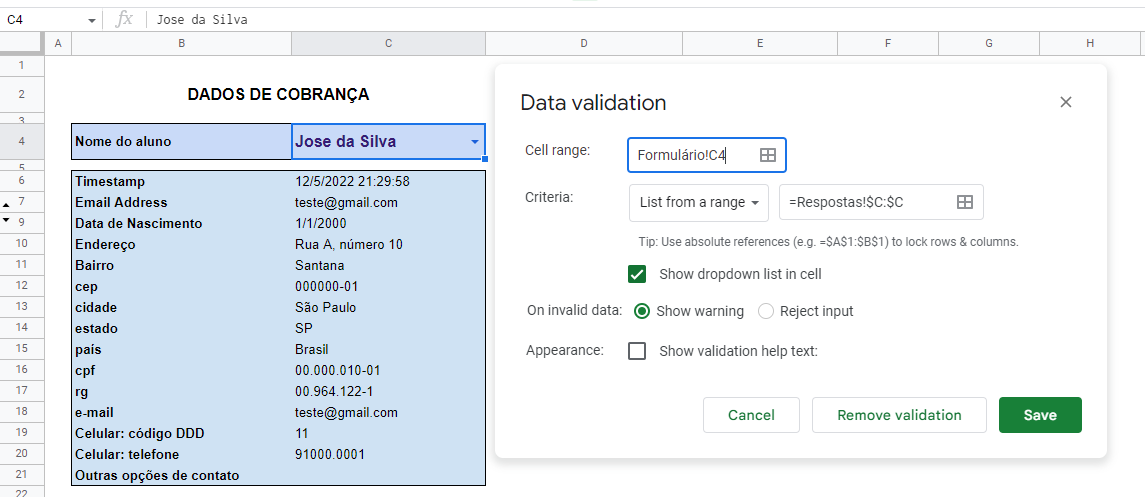 C4 fx Jose da Silva
A B C D E F G H
1
2 DADOS DE COBRANÇA
3
4 Nome do aluno Jose da Silva
5
6 Timestamp 12/5/2022 21:29:58
7 Email Address teste@gmail.com
9 Data de Nascimento 1/1/2000
10 Endereço Rua A, número 10
11 Bairro Santana
12 cep 000000-01
13 cidade São Paulo
14 estado SP
15 país Brasil
16 cpf 00.000.010-01
17 rg 00.964.122-1
18 e-mail teste@gmail.com
19 Celular: código DDD 11
20 Celular: telefone 91000.0001
21 Outras opções de contato
22
Data validation
Cell range: Formulário!C4
Criteria: List from a range =Respostas!$C:$C
Tip: Use absolute references (e.g. =$A$1:$B$1) to lock rows & columns.
Show dropdown list in cell
On invalid data: Show warning Reject input
Appearance: Show validation help text:
Cancel Remove validation Save